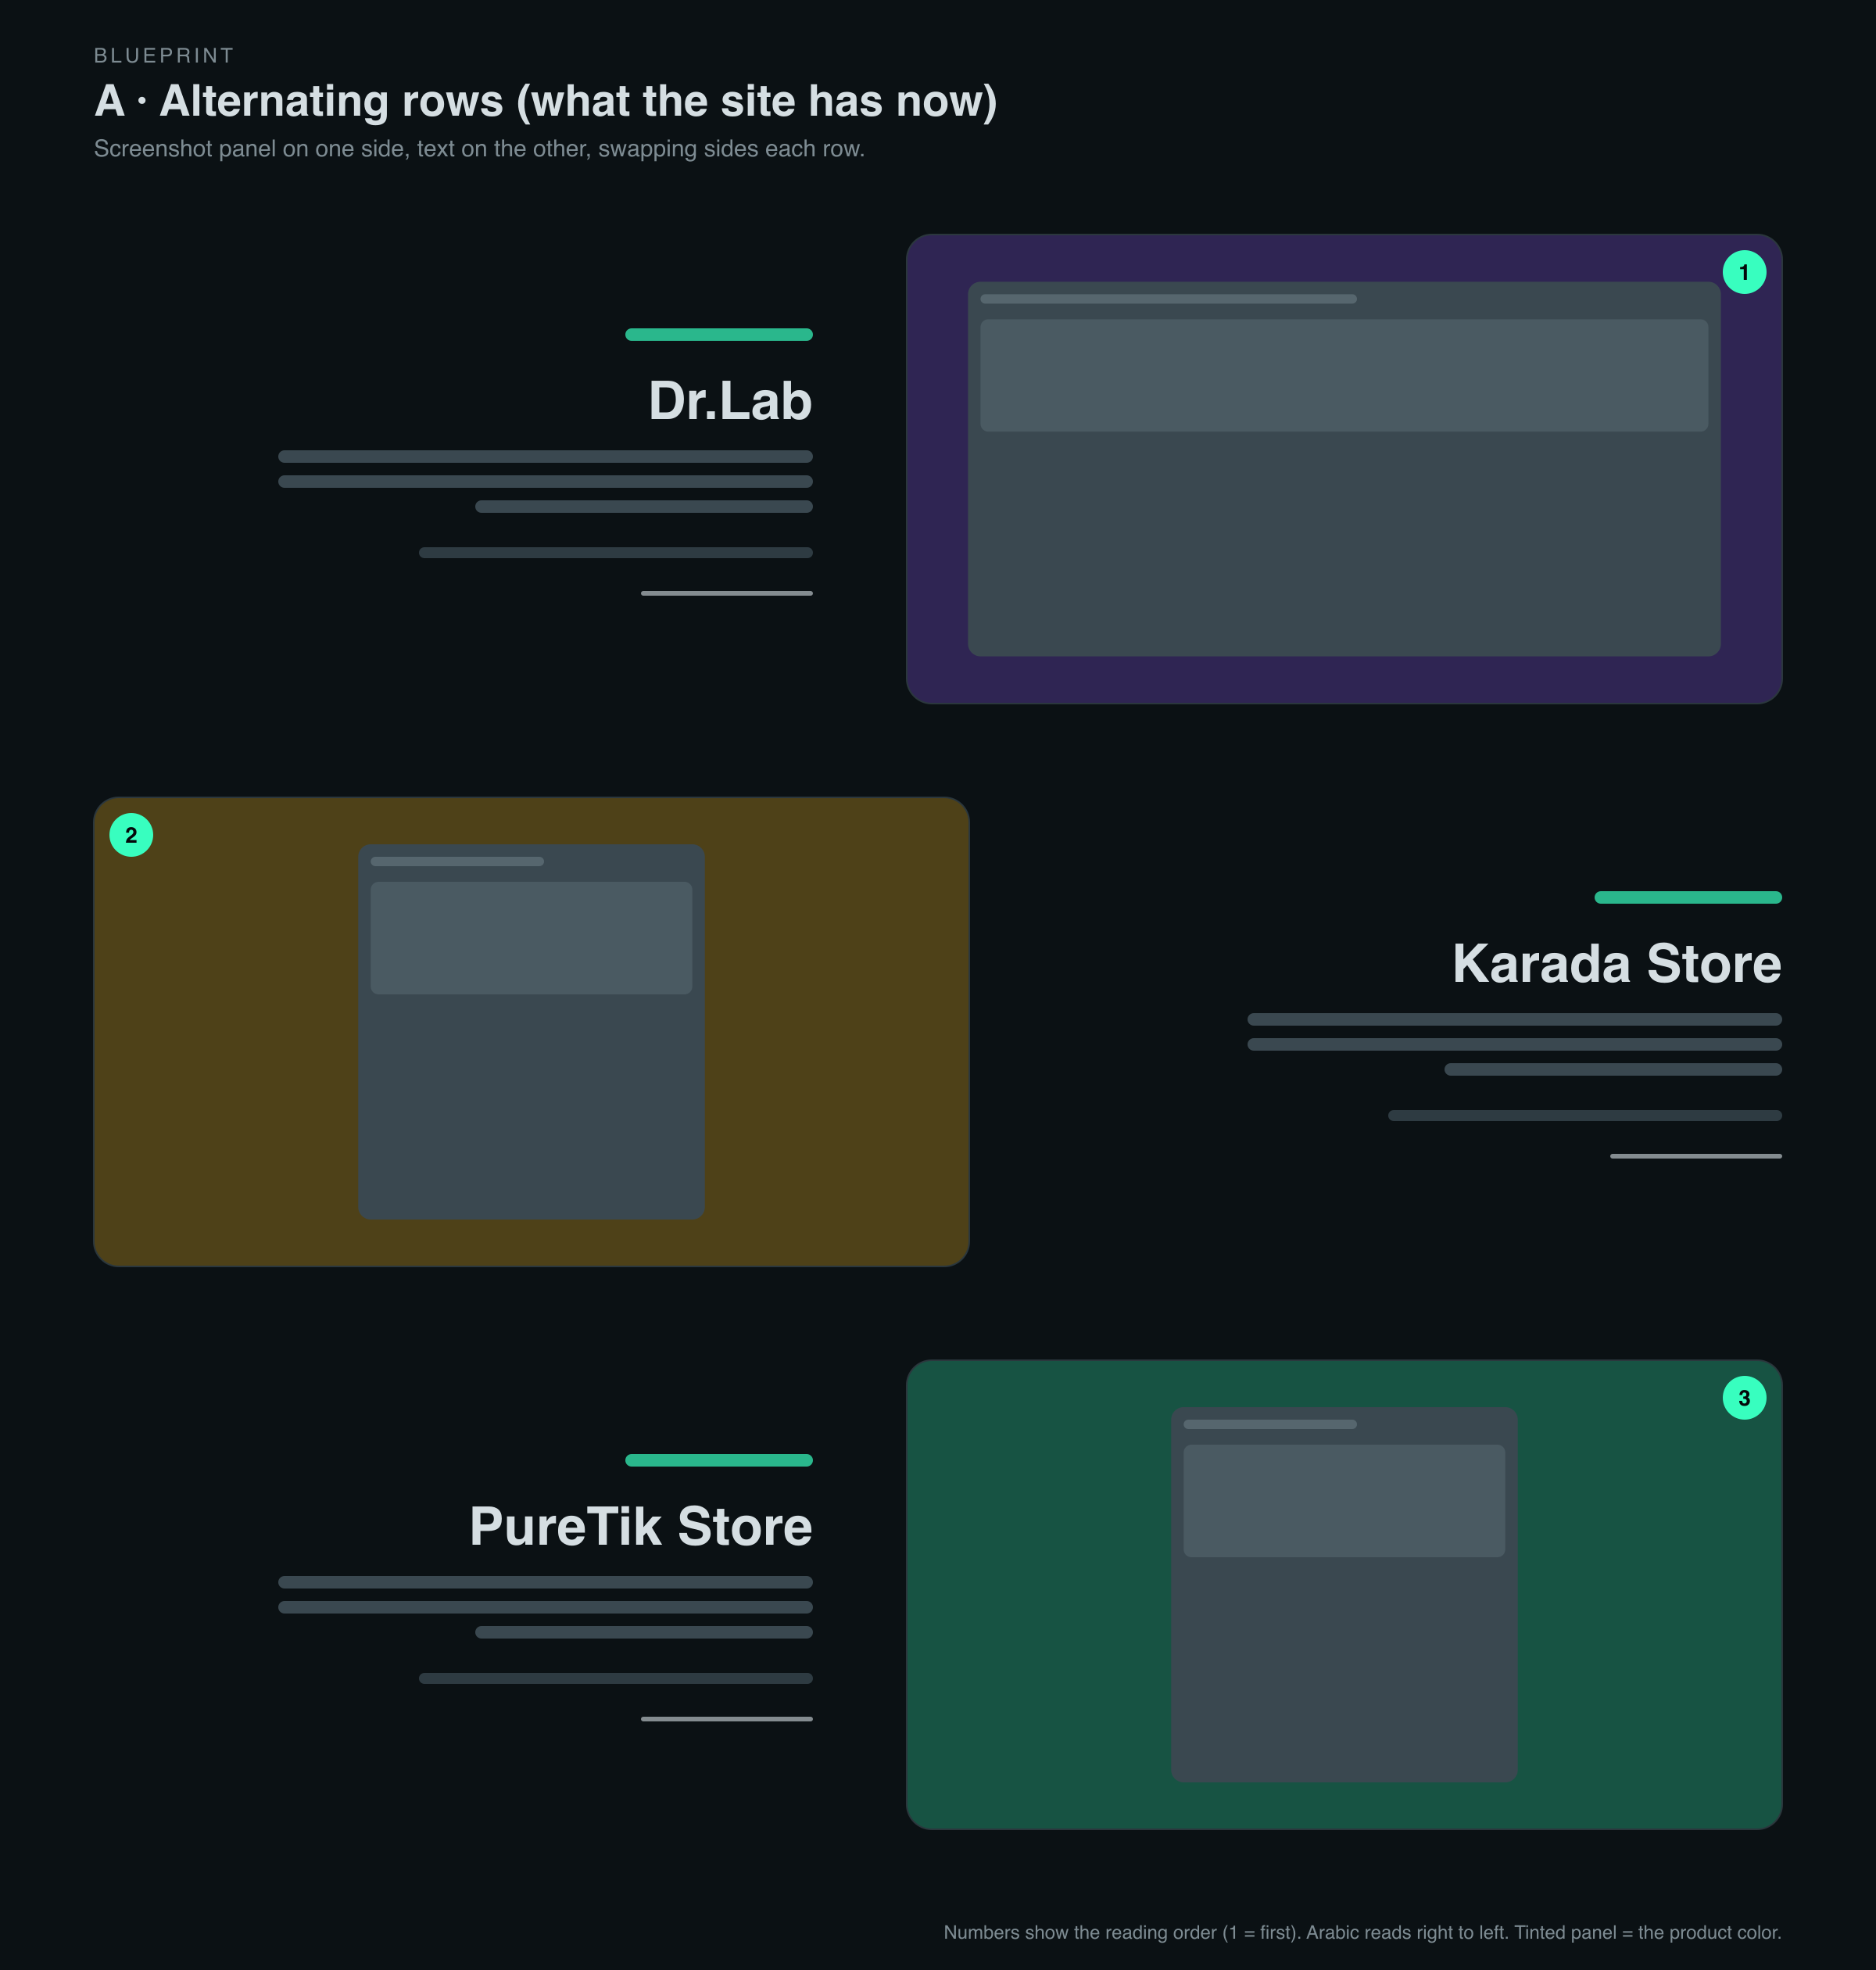 BLUEPRINT
A · Alternating rows (what the site has now)
Screenshot panel on one side, text on the other, swapping sides each row.
1
Dr.Lab
2
Karada Store
3
PureTik Store
Numbers show the reading order (1 = first). Arabic reads right to left. Tinted panel = the product color.